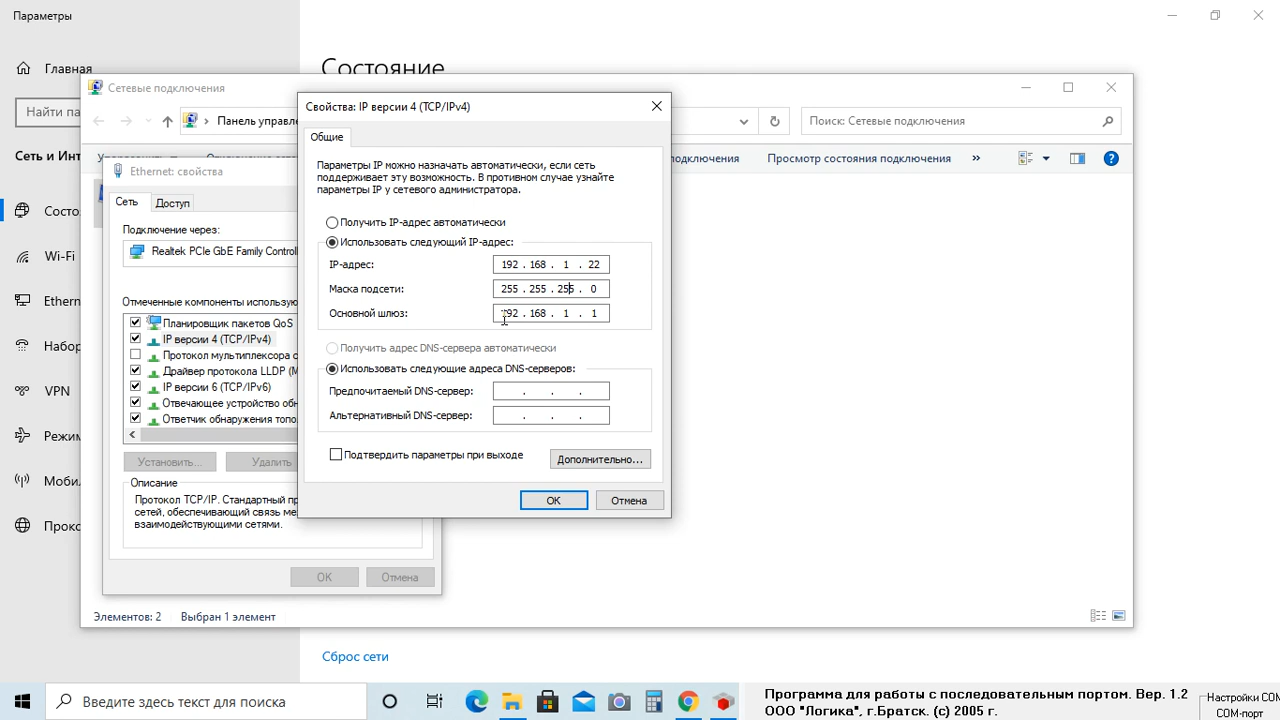 Параметры
Главная
Найти па
Сеть и Инт
Состо
Wi-Fi
Ethern
Набор
VPN
Режим
Мобил
Прокс
Состояние
Сетевые подключения
Панель управле
Поиск: Сетевые подключения
подключения
Просмотр состояния подключения
»
Ethernet: свойства
Сеть
Доступ
Подключение через:
Realtek PCIe GbE Family Controll
Отмеченные компоненты использую
Планировщик пакетов QoS
IP версии 4 (TCP/IPv4)
Протокол мультиплексора с
Драйвер протокола LLDP (M
IP версии 6 (TCP/IPv6)
Отвечающее устройство обн
Ответчик обнаружения топо
Установить...
Удалить
Описание
Протокол TCP/IP. Стандартный пр
сетей, обеспечивающий связь ме
взаимодействующими сетями.
ОК
Отмена
Свойства: IP версии 4 (TCP/IPv4)
Общие
Параметры IP можно назначать автоматически, если сеть
поддерживает эту возможность. В противном случае узнайте
параметры IP у сетевого администратора.
Получить IP-адрес автоматически
Использовать следующий IP-адрес:
IP-адрес: 192 . 168 . 1 . 22
Маска подсети: 255 . 255 . 255 . 0
Основной шлюз: 192 . 168 . 1 . 1
Получить адрес DNS-сервера автоматически
Использовать следующие адреса DNS-серверов:
Предпочитаемый DNS-сервер: . . .
Альтернативный DNS-сервер: . . .
Подтвердить параметры при выходе
Дополнительно...
ОК
Отмена
Элементов: 2 Выбран 1 элемент
Сброс сети
Введите здесь текст для поиска
Программа для работы с последовательным портом. Вер. 1.2
ООО "Логика", г.Братск. (с) 2005 г.
Настройки COM
COM-порт